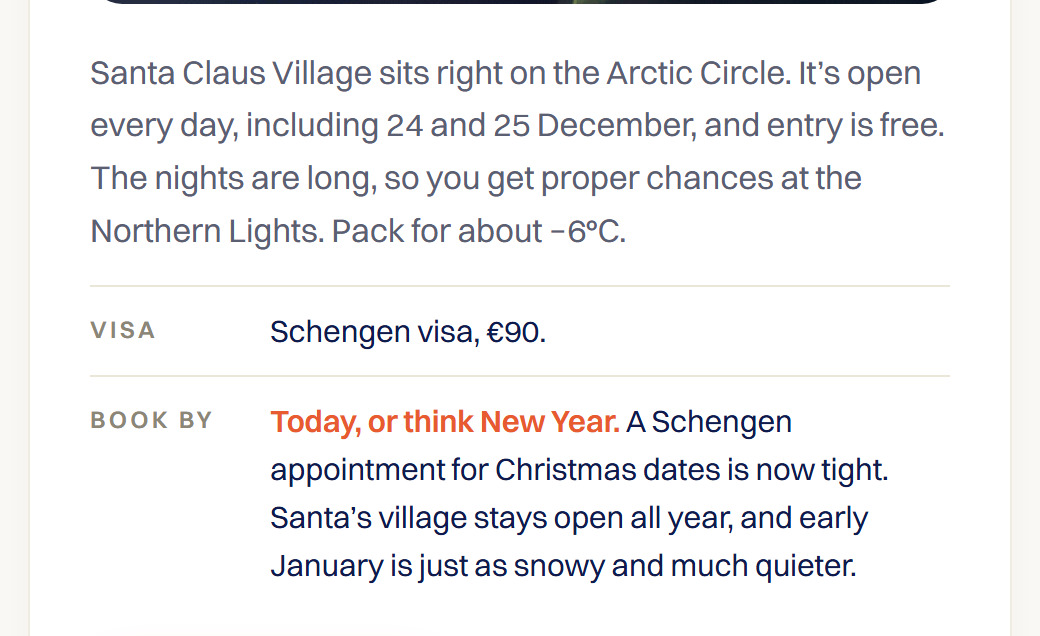 Santa Claus Village sits right on the Arctic Circle. It’s open
every day, including 24 and 25 December, and entry is free.
The nights are long, so you get proper chances at the
Northern Lights. Pack for about −6°C.
VISA
Schengen visa, €90.
BOOK BY
Today, or think New Year. A Schengen
appointment for Christmas dates is now tight.
Santa’s village stays open all year, and early
January is just as snowy and much quieter.